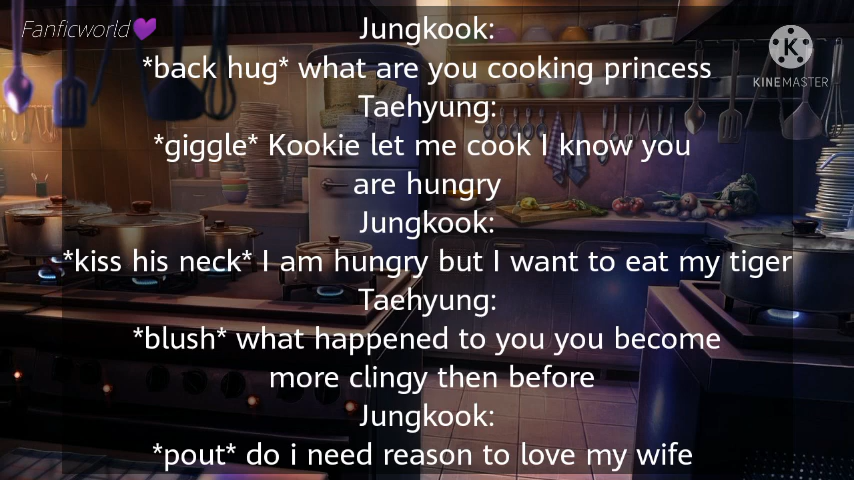 Fanficworld💜
K
KINEMASTER
Jungkook:
*back hug* what are you cooking princess
Taehyung:
*giggle* Kookie let me cook I know you
are hungry
Jungkook:
*kiss his neck* I am hungry but I want to eat my tiger
Taehyung:
*blush* what happened to you you become
more clingy then before
Jungkook:
*pout* do i need reason to love my wife